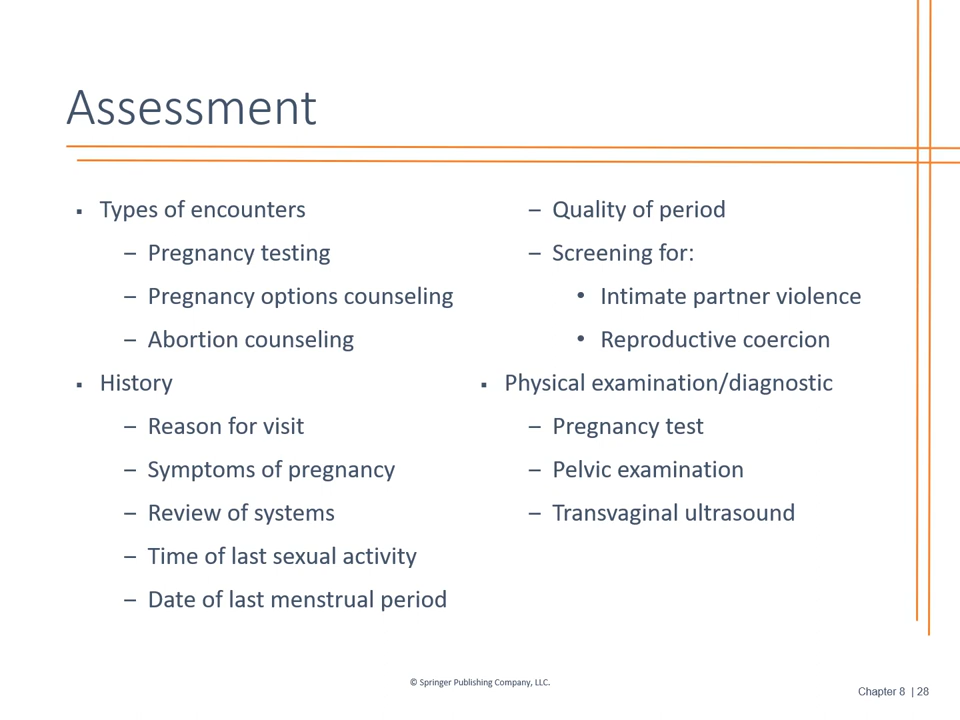 Assessment
▪ Types of encounters
– Pregnancy testing
– Pregnancy options counseling
– Abortion counseling
▪ History
– Reason for visit
– Symptoms of pregnancy
– Review of systems
– Time of last sexual activity
– Date of last menstrual period
– Quality of period
– Screening for:
• Intimate partner violence
• Reproductive coercion
▪ Physical examination/diagnostic
– Pregnancy test
– Pelvic examination
– Transvaginal ultrasound
© Springer Publishing Company, LLC.
Chapter 8 | 28